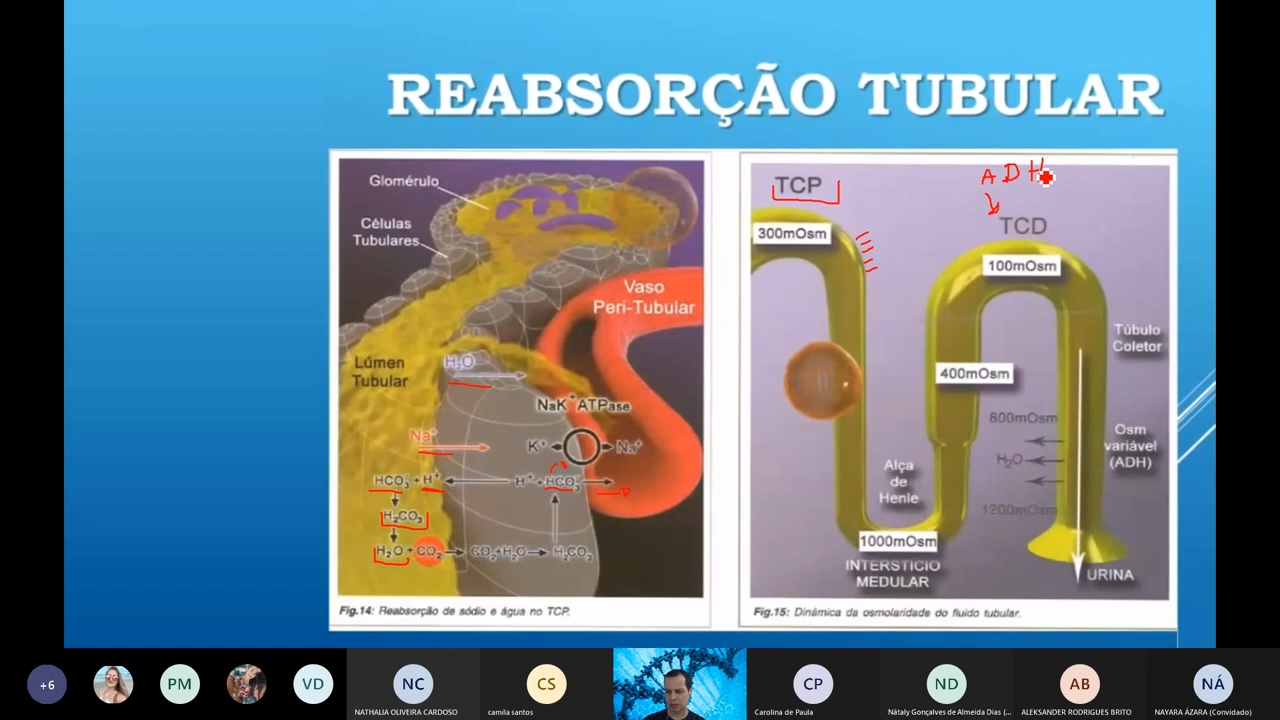 REABSORÇÃO TUBULAR
Glomérulo
Células
Tubulares
Vaso
Peri-Tubular
Lúmen
Tubular
H₂O
NaK⁺ATPase
Na⁺
K⁺ Na⁺
HCO₃⁻ + H⁺ H⁺ + HCO₃⁻
H₂CO₃
H₂O + CO₂ CO₂+H₂O H₂CO₃
Fig.14: Reabsorção de sódio e água no TCP.
ADH
TCP
TCD
300mOsm
100mOsm
Túbulo
Coletor
400mOsm
800mOsm
H₂O
Osm
variável
(ADH)
Alça
de
Henle
1200mOsm
1000mOsm
INTERSTÍCIO
MEDULAR
URINA
Fig.15: Dinâmica da osmolaridade do fluido tubular.
+6
PM
VD
NC
NATHALIA OLIVEIRA CARDOSO
CS
camila santos
CP
Carolina de Paula
ND
Nátaly Gonçalves de Almeida Dias (...
AB
ALEKSANDER RODRIGUES BRITO
NÁ
NAYARA ÁZARA (Convidado)